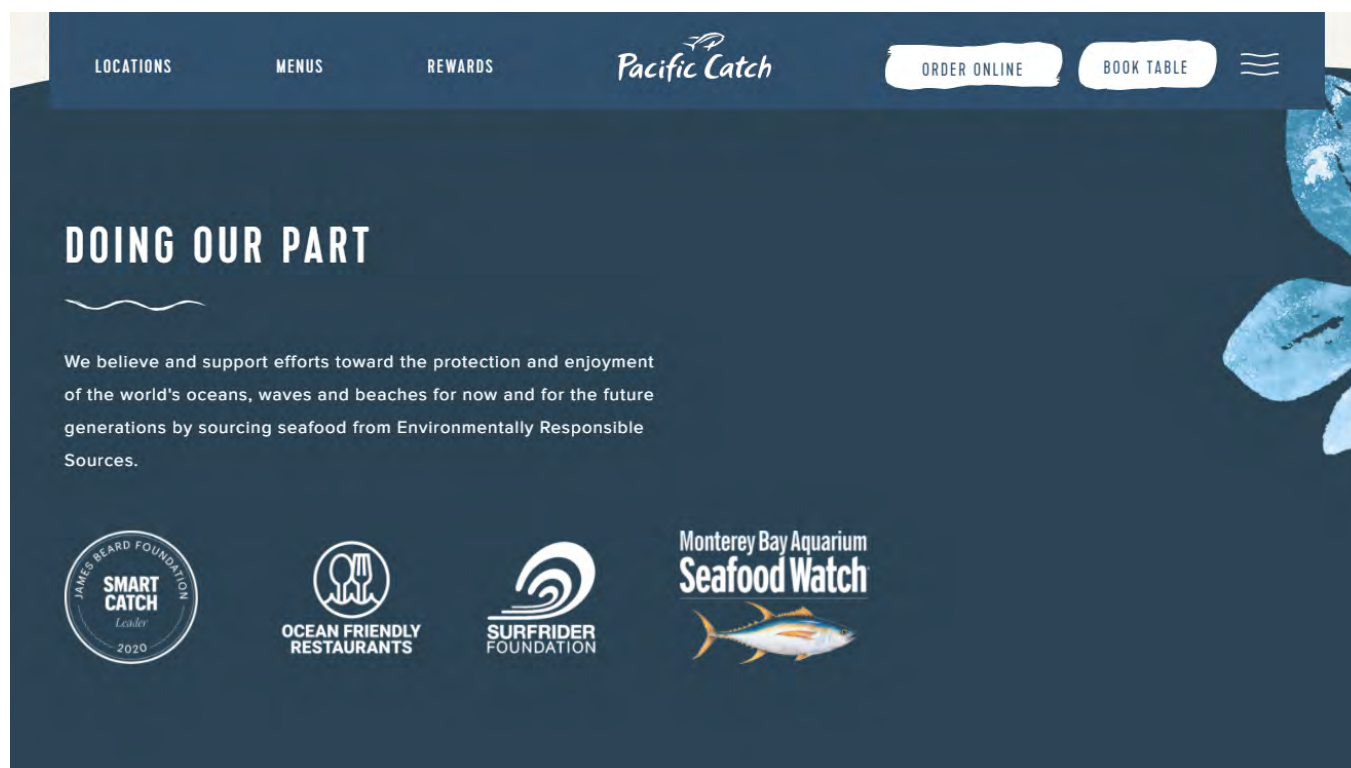 LOCATIONS
MENUS
REWARDS
Pacific Catch
ORDER ONLINE
BOOK TABLE
DOING OUR PART
We believe and support efforts toward the protection and enjoyment
of the world's oceans, waves and beaches for now and for the future
generations by sourcing seafood from Environmentally Responsible
Sources.
JAMES BEARD FOUNDATION
SMART
CATCH
Leader
2020
OCEAN FRIENDLY
RESTAURANTS
SURFRIDER
FOUNDATION
Monterey Bay Aquarium
Seafood Watch